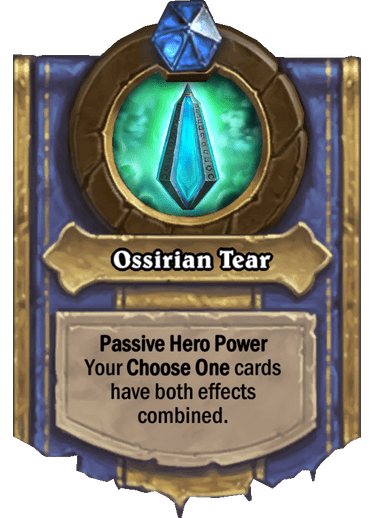 Ossirian Tear
Passive Hero Power
Your Choose One cards
have both effects
combined.